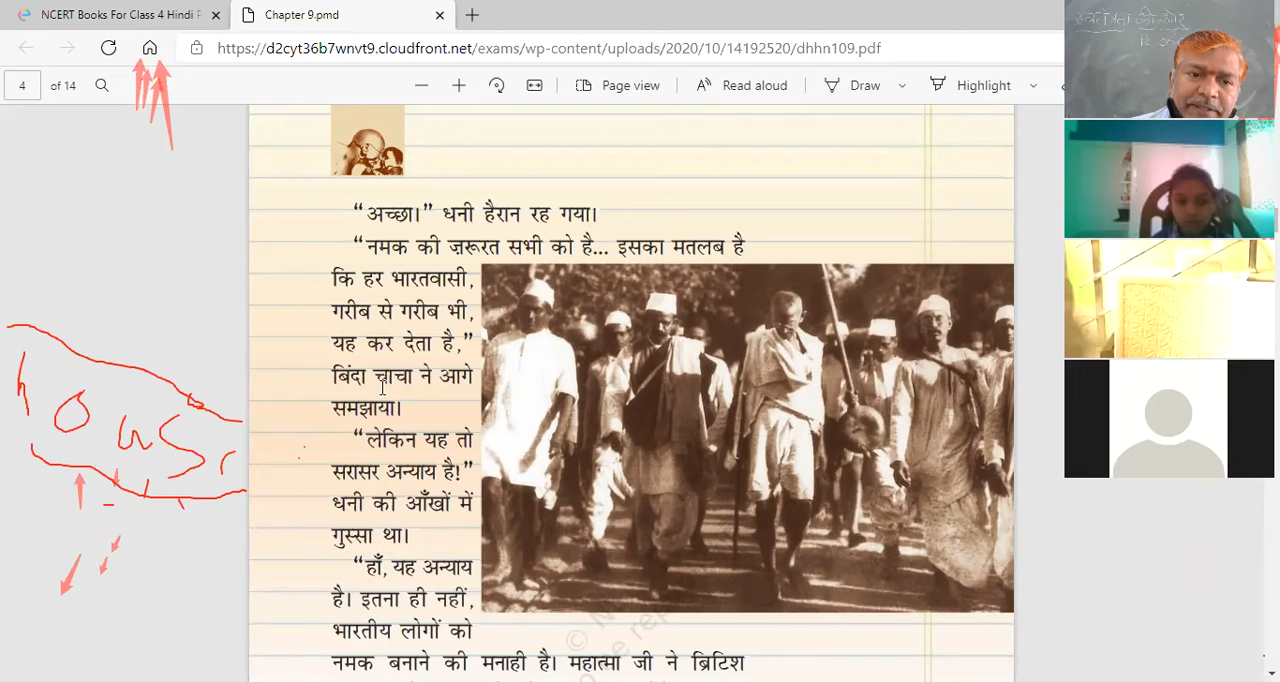 NCERT Books For Class 4 Hindi P
Chapter 9.pmd
https://d2cyt36b7wnvt9.cloudfront.net/exams/wp-content/uploads/2020/10/14192520/dhhn109.pdf
4 of 14
Page view
Read aloud
Draw
Highlight
“अच्छा।” धनी हैरान रह गया।
“नमक की ज़रूरत सभी को है... इसका मतलब है
कि हर भारतवासी,
गरीब से गरीब भी,
यह कर देता है,”
बिंदा चाचा ने आगे
समझाया।
“लेकिन यह तो
सरासर अन्याय है!”
धनी की आँखों में
गुस्सा था।
“हाँ, यह अन्याय
है। इतना ही नहीं,
भारतीय लोगों को
नमक बनाने की मनाही है। महात्मा जी ने ब्रिटिश